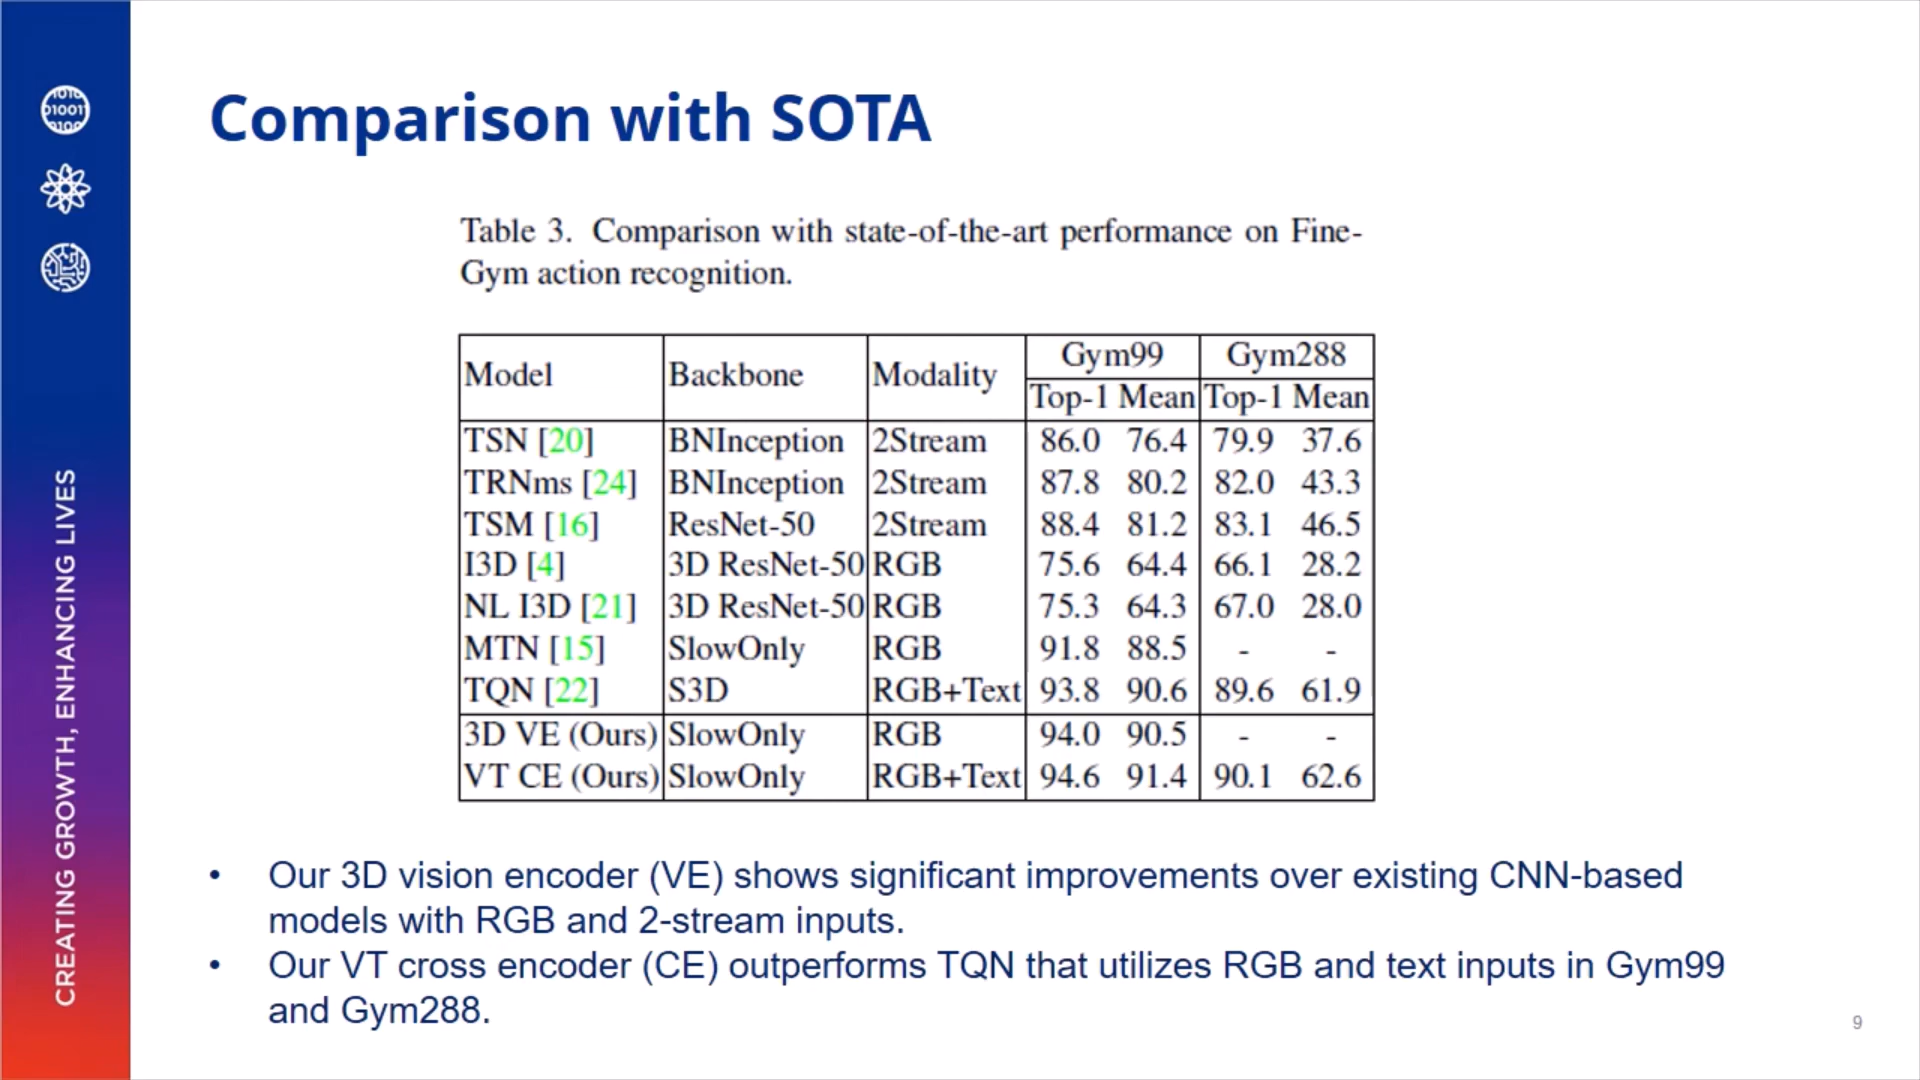 Comparison with SOTA
Table 3. Comparison with state-of-the-art performance on Fine-
Gym action recognition.
Model Backbone Modality Gym99 Gym288
Top-1 Mean Top-1 Mean
TSN [20] BNInception 2Stream 86.0 76.4 79.9 37.6
TRNms [24] BNInception 2Stream 87.8 80.2 82.0 43.3
TSM [16] ResNet-50 2Stream 88.4 81.2 83.1 46.5
I3D [4] 3D ResNet-50 RGB 75.6 64.4 66.1 28.2
NL I3D [21] 3D ResNet-50 RGB 75.3 64.3 67.0 28.0
MTN [15] SlowOnly RGB 91.8 88.5 - -
TQN [22] S3D RGB+Text 93.8 90.6 89.6 61.9
3D VE (Ours) SlowOnly RGB 94.0 90.5 - -
VT CE (Ours) SlowOnly RGB+Text 94.6 91.4 90.1 62.6
• Our 3D vision encoder (VE) shows significant improvements over existing CNN-based
models with RGB and 2-stream inputs.
• Our VT cross encoder (CE) outperforms TQN that utilizes RGB and text inputs in Gym99
and Gym288.
CREATING GROWTH, ENHANCING LIVES
9